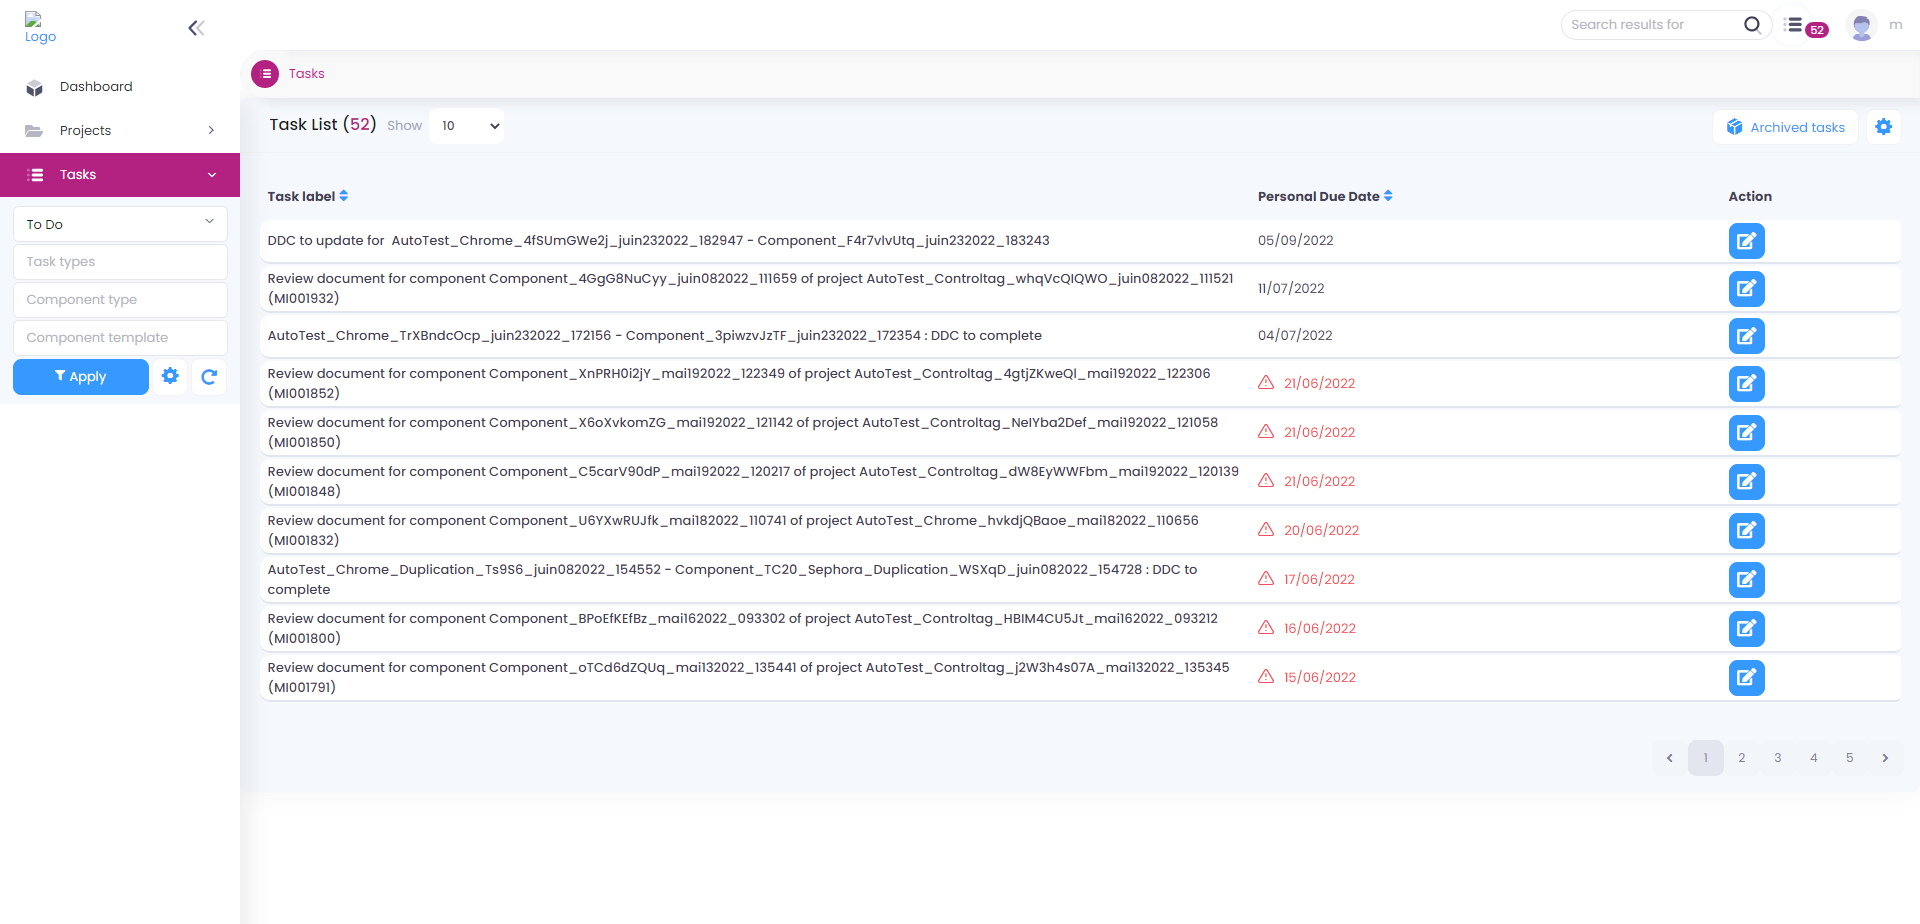 Logo
Search results for
52
m
Dashboard
Projects
Tasks
To Do
Task types
Component type
Component template
Apply
Tasks
Task List (52) Show 10
Archived tasks
Task label Personal Due Date Action
DDC to update for AutoTest_Chrome_4fSUmGWe2j_juin232022_182947 - Component_F4r7vlvUtq_juin232022_183243 05/09/2022
Review document for component Component_4GgG8NuCyy_juin082022_111659 of project AutoTest_Controltag_whqVcQIQWO_juin082022_111521
(MI001932) 11/07/2022
AutoTest_Chrome_TrXBndcOcp_juin232022_172156 - Component_3piwzvJzTF_juin232022_172354 : DDC to complete 04/07/2022
Review document for component Component_XnPRH0i2jY_mai192022_122349 of project AutoTest_Controltag_4gtjZKweQI_mai192022_122306
(MI001852) 21/06/2022
Review document for component Component_X6oXvkomZG_mai192022_121142 of project AutoTest_Controltag_NeIYba2Def_mai192022_121058
(MI001850) 21/06/2022
Review document for component Component_C5carV90dP_mai192022_120217 of project AutoTest_Controltag_dW8EyWWFbm_mai192022_120139
(MI001848) 21/06/2022
Review document for component Component_U6YXwRUJfk_mai182022_110741 of project AutoTest_Chrome_hvkdjQBaoe_mai182022_110656
(MI001832) 20/06/2022
AutoTest_Chrome_Duplication_Ts9S6_juin082022_154552 - Component_TC20_Sephora_Duplication_WSXqD_juin082022_154728 : DDC to
complete 17/06/2022
Review document for component Component_BPoEfKEfBz_mai162022_093302 of project AutoTest_Controltag_HBIM4CU5Jt_mai162022_093212
(MI001800) 16/06/2022
Review document for component Component_oTCd6dZQUq_mai132022_135441 of project AutoTest_Controltag_j2W3h4s07A_mai132022_135345
(MI001791) 15/06/2022
1 2 3 4 5